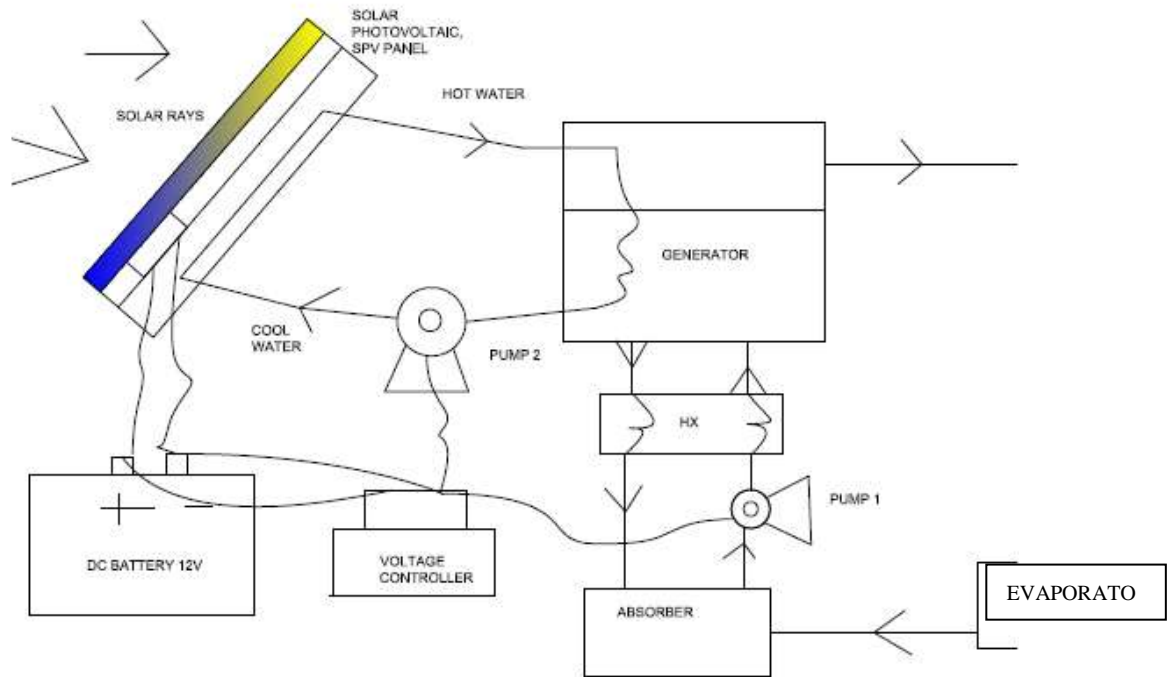 SOLAR
PHOTOVOLTAIC,
SPV PANEL
HOT WATER
SOLAR RAYS
GENERATOR
COOL
WATER
PUMP 2
HX
PUMP 1
DC BATTERY 12V
VOLTAGE
CONTROLLER
ABSORBER
EVAPORATO